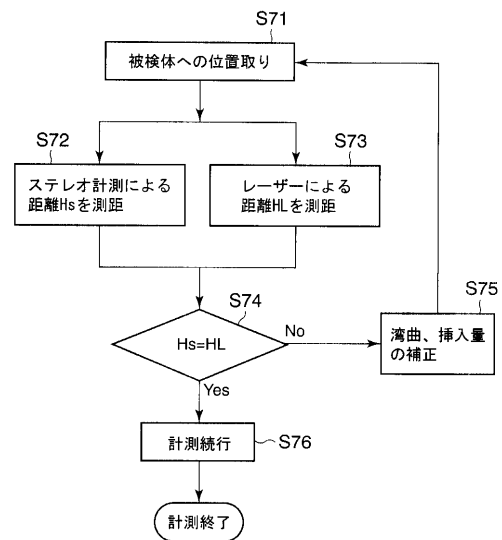 S71
被検体への位置取り
S72
ステレオ計測による
距離Hsを測距
S73
レーザーによる
距離HLを測距
S74
Hs=HL
No
S75
湾曲、挿入量
の補正
Yes
計測続行
S76
計測終了